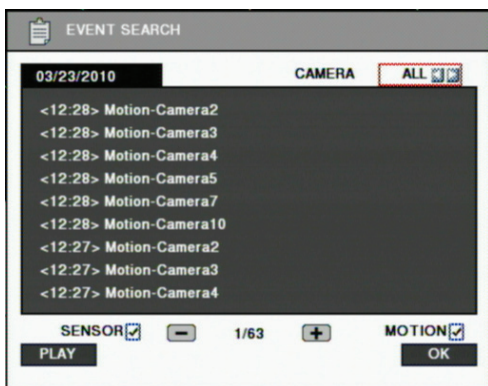 EVENT SEARCH
03/23/2010 CAMERA ALL
<12:28> Motion-Camera2
<12:28> Motion-Camera3
<12:28> Motion-Camera4
<12:28> Motion-Camera5
<12:28> Motion-Camera7
<12:28> Motion-Camera10
<12:27> Motion-Camera2
<12:27> Motion-Camera3
<12:27> Motion-Camera4
SENSOR - 1/63 + MOTION
PLAY OK